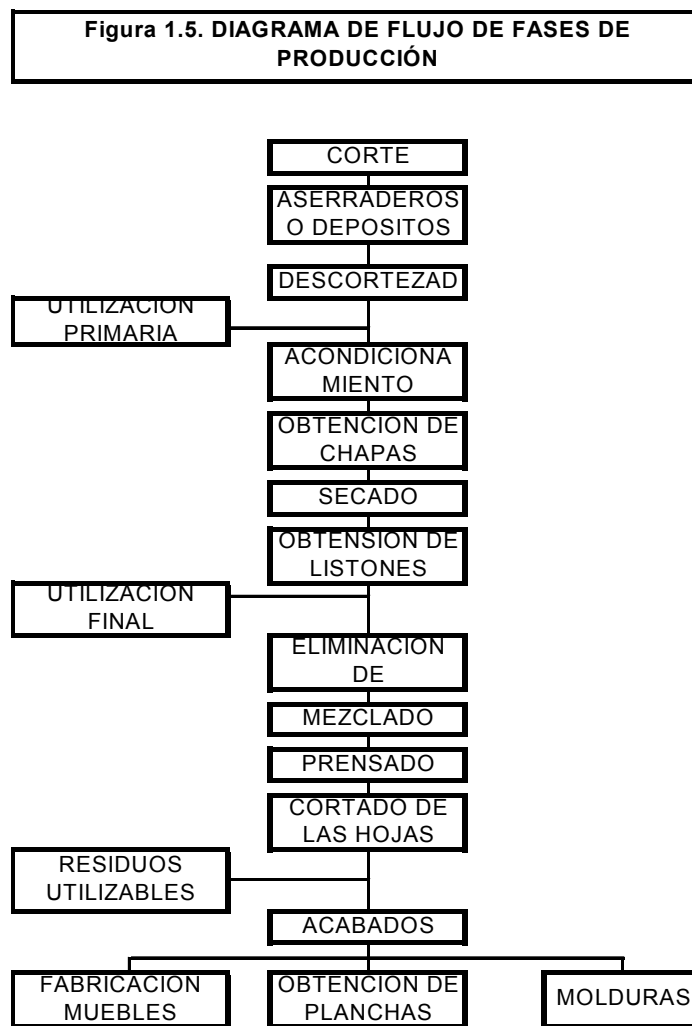 Figura 1.5. DIAGRAMA DE FLUJO DE FASES DE
PRODUCCIÓN
CORTE
ASERRADEROS
O DEPOSITOS
DESCORTEZAD
UTILIZACION
PRIMARIA
ACONDICIONA
MIENTO
OBTENCION DE
CHAPAS
SECADO
OBTENSION DE
LISTONES
UTILIZACION
FINAL
ELIMINACION
DE
MEZCLADO
PRENSADO
CORTADO DE
LAS HOJAS
RESIDUOS
UTILIZABLES
ACABADOS
FABRICACION
MUEBLES
OBTENCION DE
PLANCHAS
MOLDURAS